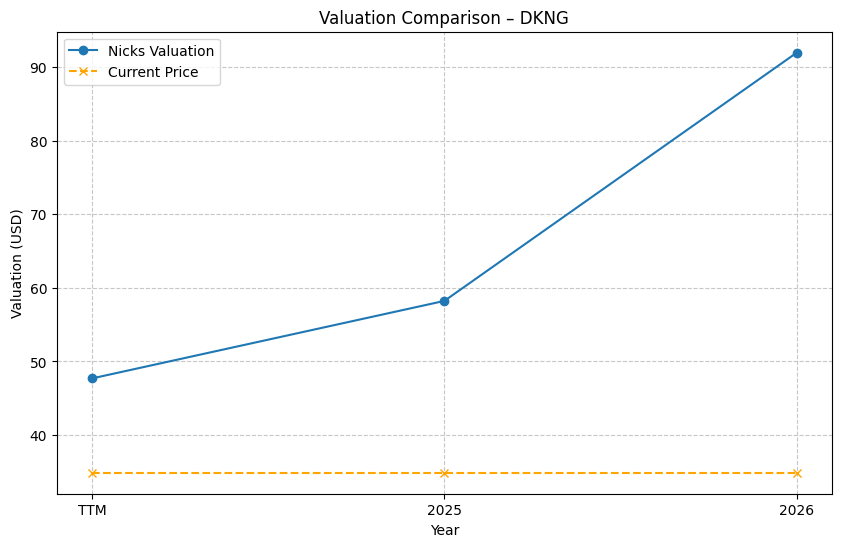 Valuation Comparison – DKNG
Nicks Valuation
Current Price
Valuation (USD)
90
80
70
60
50
40
TTM
2025
2026
Year